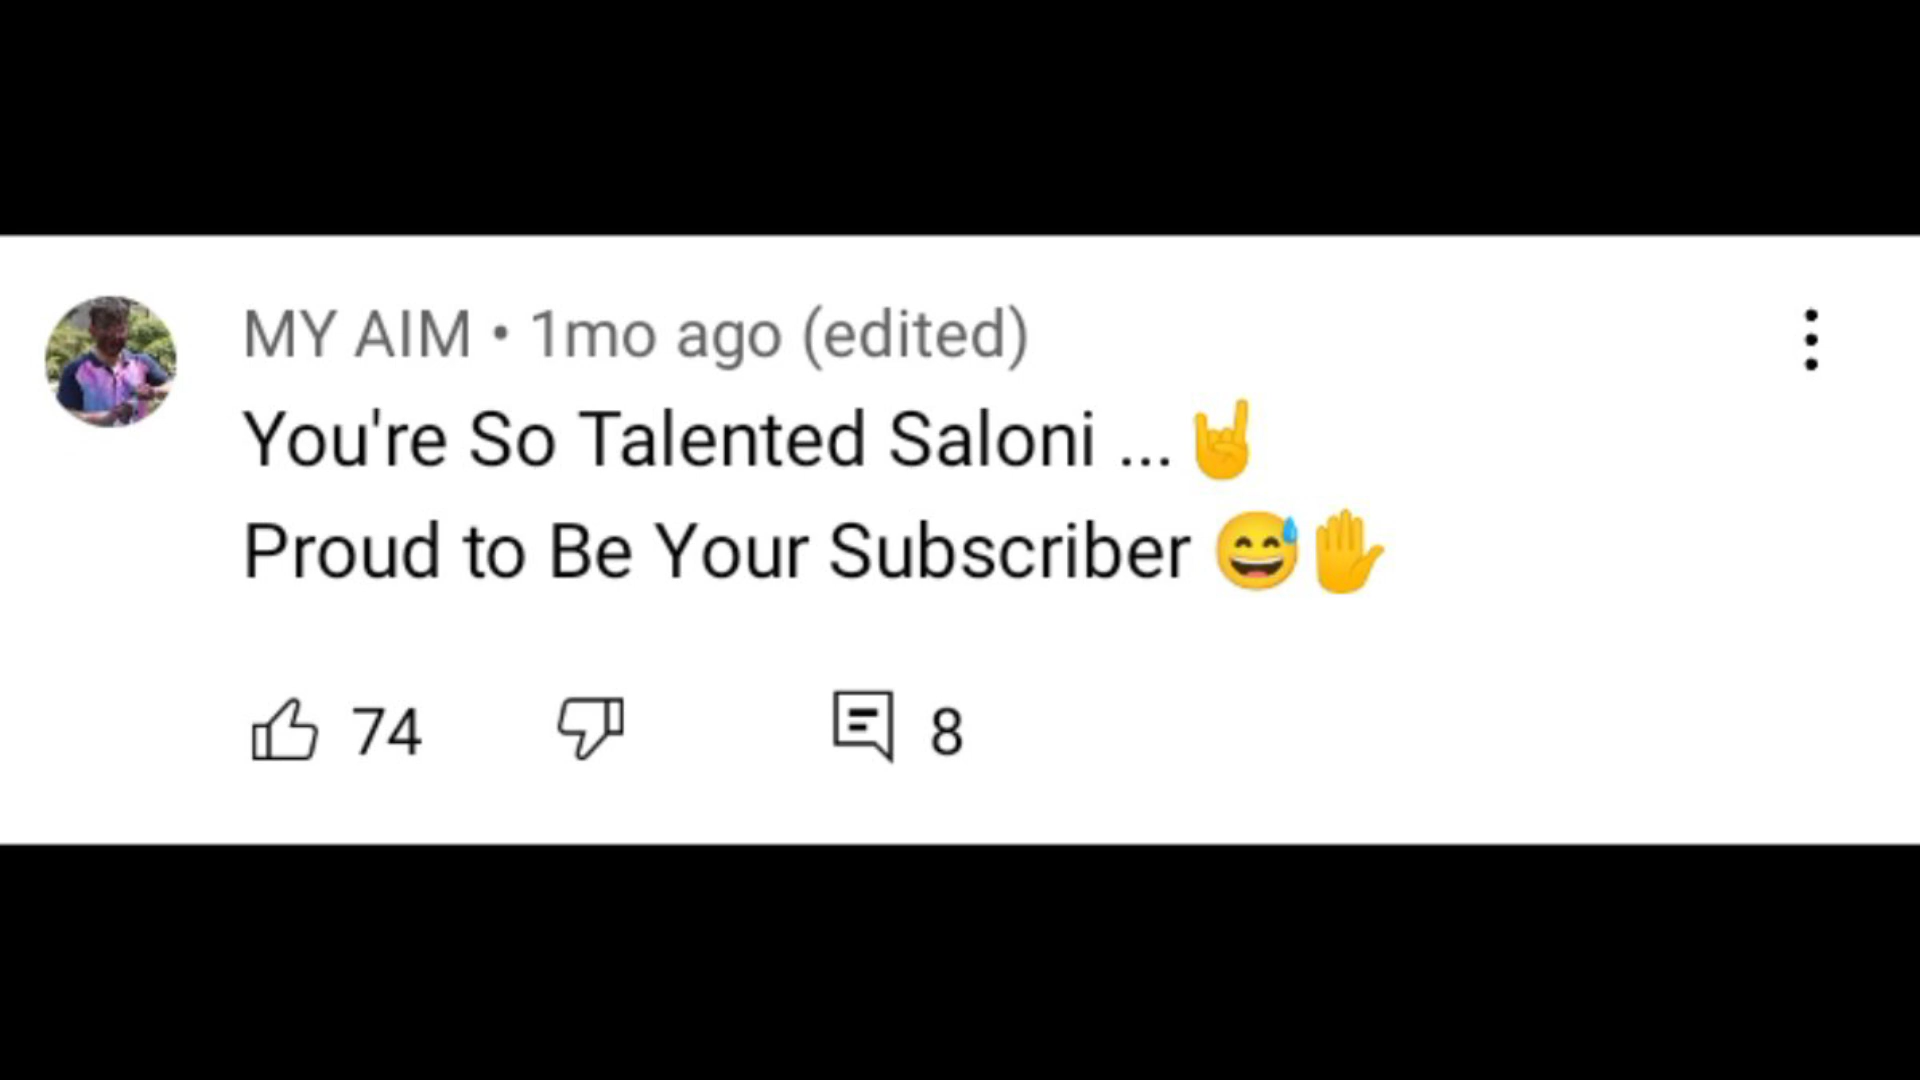 MY AIM • 1mo ago (edited)
You're So Talented Saloni ...🤘
Proud to Be Your Subscriber 😅✋
74 8